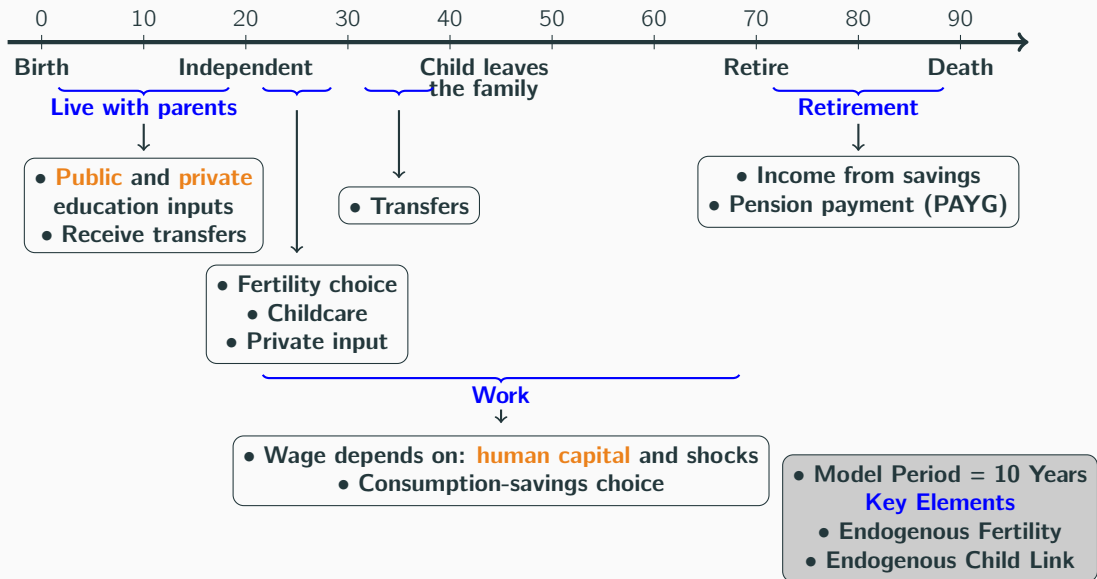 0 10 20 30 40 50 60 70 80 90
Birth Independent Child leaves the family Retire Death
Live with parents
Retirement
• Public and private
education inputs
• Receive transfers
• Transfers
• Income from savings
• Pension payment (PAYG)
• Fertility choice
• Childcare
• Private input
Work
• Wage depends on: human capital and shocks
• Consumption-savings choice
• Model Period = 10 Years
Key Elements
• Endogenous Fertility
• Endogenous Child Link